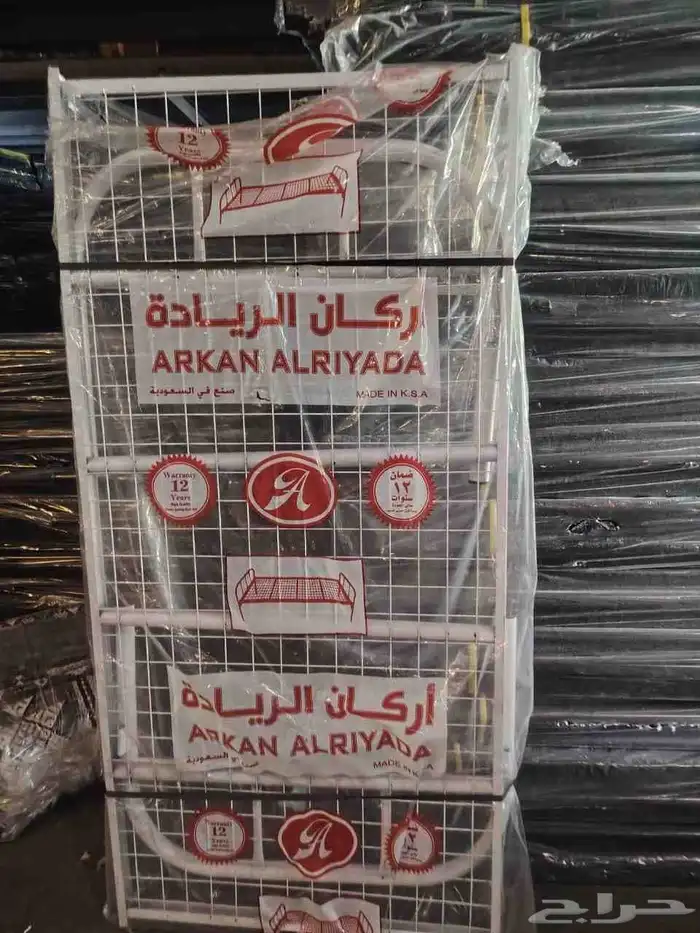 12
Years
أركان الريادة
ARKAN ALRIYADA
صنع في السعودية
MADE IN K.S.A
Warranty
12
Years
ضمان
١٢
سنوات
أركان الريادة
ARKAN ALRIYADA
السعودية
MADE IN K
12
حراج